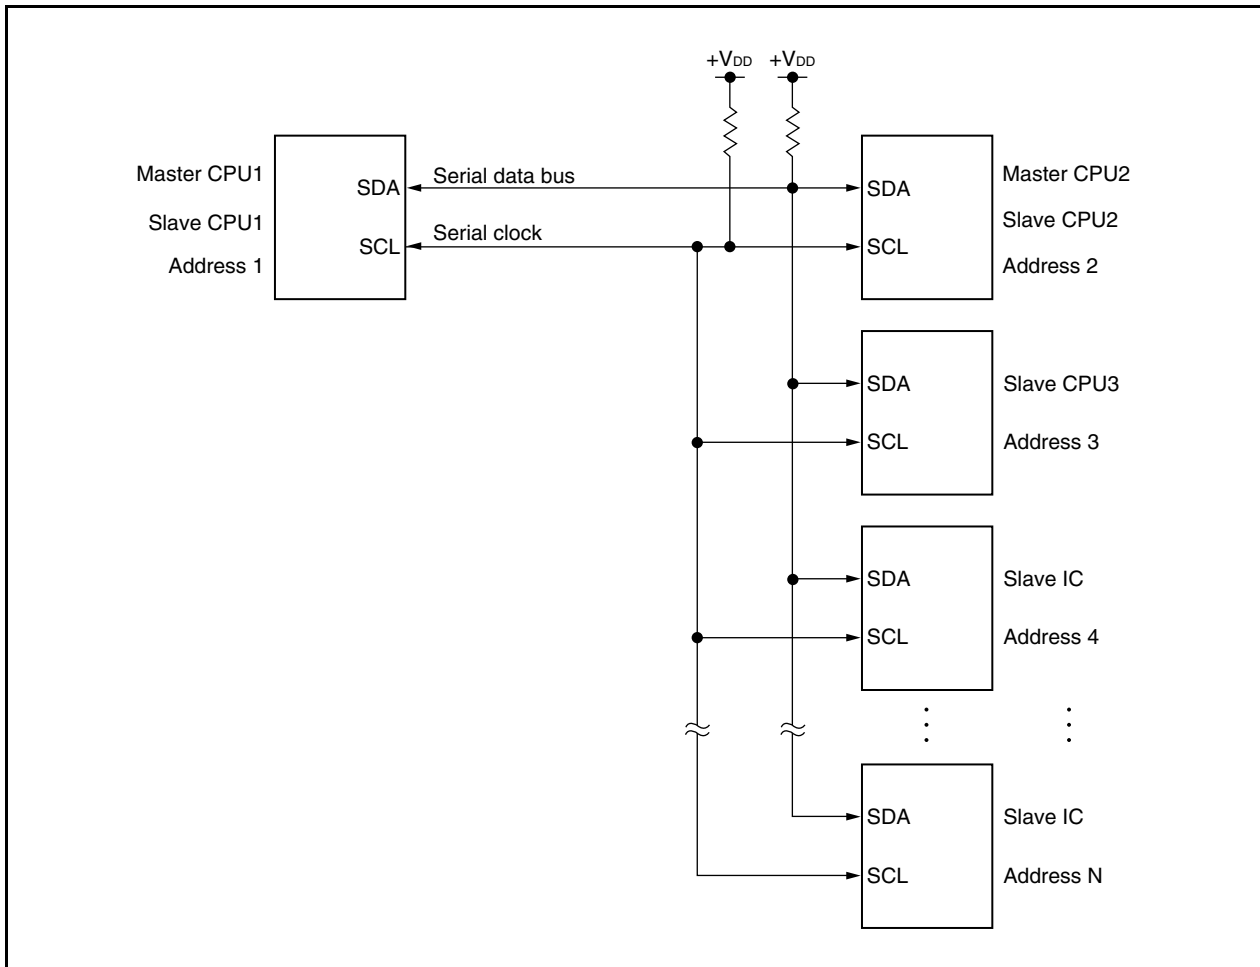 +VDD +VDD
Master CPU1
Slave CPU1
Address 1
SDA
SCL
Serial data bus
Serial clock
SDA
SCL
Master CPU2
Slave CPU2
Address 2
SDA
SCL
Slave CPU3
Address 3
SDA
SCL
Slave IC
Address 4
SDA
SCL
Slave IC
Address N